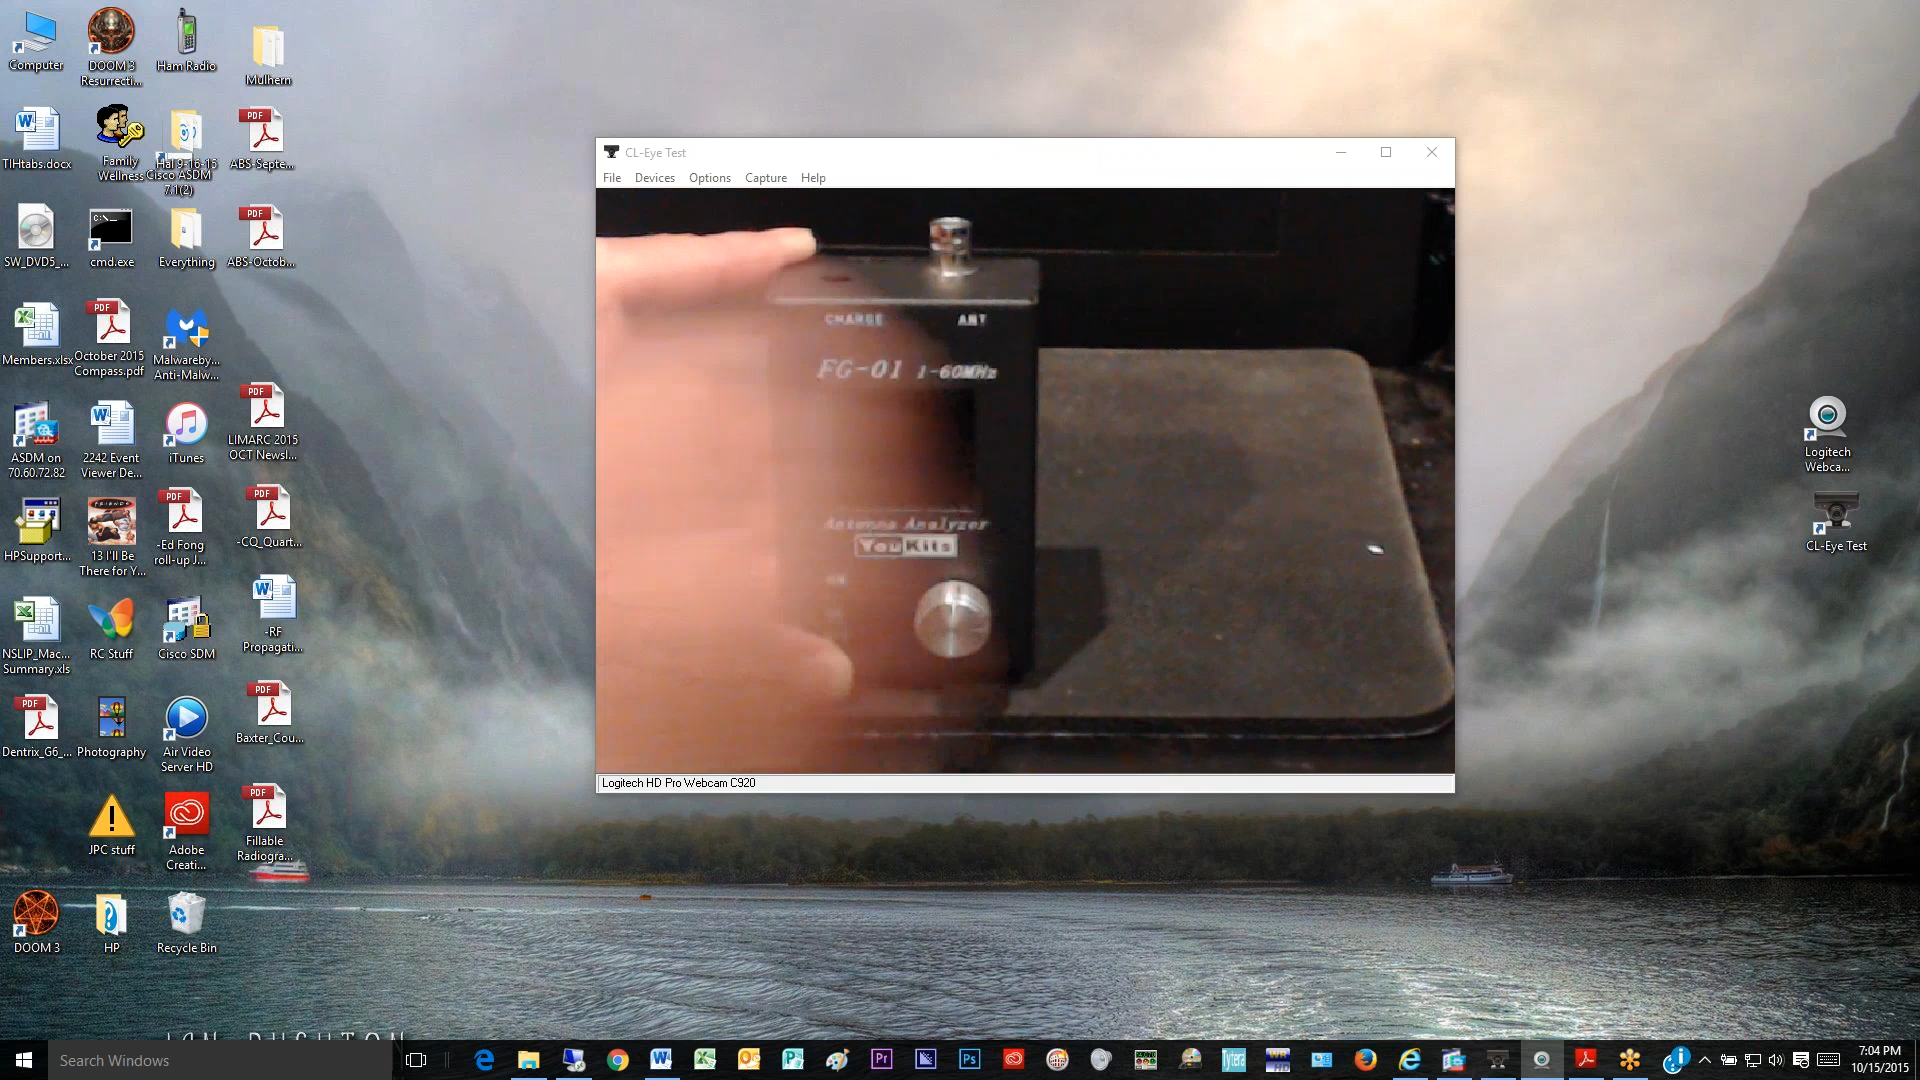 Computer
DOOM 3
Resurrecti...
Ham Radio
Mulhern
TIHtabs.docx
Family
Wellness
Hal 9-16-15
Cisco ASDM
7.1(2)
ABS-Septe...
SW_DVD5_...
cmd.exe
Everything
ABS-Octob...
Members.xlsx
October 2015
Compass.pdf
Malwareby...
Anti-Malw...
ASDM on
70.60.72.82
2242 Event
Viewer De...
iTunes
LIMARC 2015
OCT Newsl...
HPSupport...
13 I'll Be
There for Y...
-Ed Fong
roll-up J...
-CQ_Quart...
NSLIP_Mac...
Summary.xls
RC Stuff
Cisco SDM
-RF
Propagati...
Dentrix_G6_...
Photography
Air Video
Server HD
Baxter_Cou...
JPC stuff
Adobe
Creati...
Fillable
Radiogra...
DOOM 3
HP
Recycle Bin
CL-Eye Test
File Devices Options Capture Help
CHARGE ANT
FG-01 1-60MHz
Antenna Analyzer
YouKits
Logitech HD Pro Webcam C920
Logitech
Webca...
CL-Eye Test
Search Windows
7:04 PM
10/15/2015